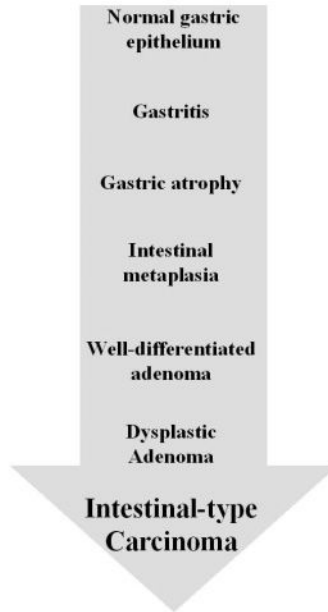 Normal gastric
epithelium
Gastritis
Gastric atrophy
Intestinal
metaplasia
Well-differentiated
adenoma
Dysplastic
Adenoma
Intestinal-type
Carcinoma